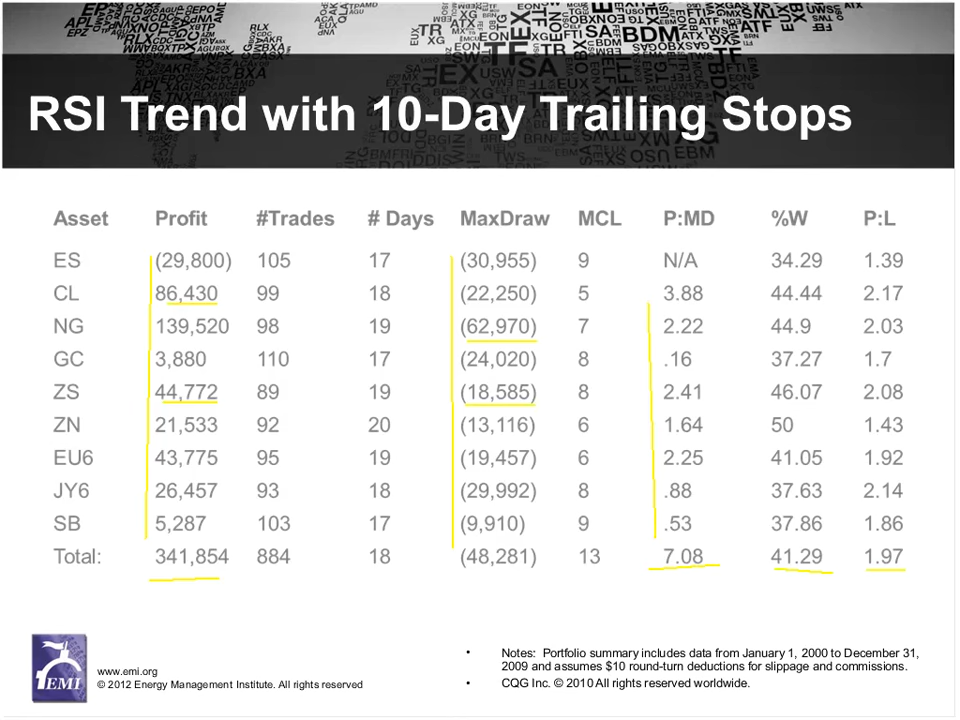 RSI Trend with 10-Day Trailing Stops
Asset Profit #Trades # Days MaxDraw MCL P:MD %W P:L
ES (29,800) 105 17 (30,955) 9 N/A 34.29 1.39
CL 86,430 99 18 (22,250) 5 3.88 44.44 2.17
NG 139,520 98 19 (62,970) 7 2.22 44.9 2.03
GC 3,880 110 17 (24,020) 8 .16 37.27 1.7
ZS 44,772 89 19 (18,585) 8 2.41 46.07 2.08
ZN 21,533 92 20 (13,116) 6 1.64 50 1.43
EU6 43,775 95 19 (19,457) 6 2.25 41.05 1.92
JY6 26,457 93 18 (29,992) 8 .88 37.63 2.14
SB 5,287 103 17 (9,910) 9 .53 37.86 1.86
Total: 341,854 884 18 (48,281) 13 7.08 41.29 1.97
EMI
www.emi.org
© 2012 Energy Management Institute. All rights reserved
• Notes: Portfolio summary includes data from January 1, 2000 to December 31,
2009 and assumes $10 round-turn deductions for slippage and commissions.
• CQG Inc. © 2010 All rights reserved worldwide.